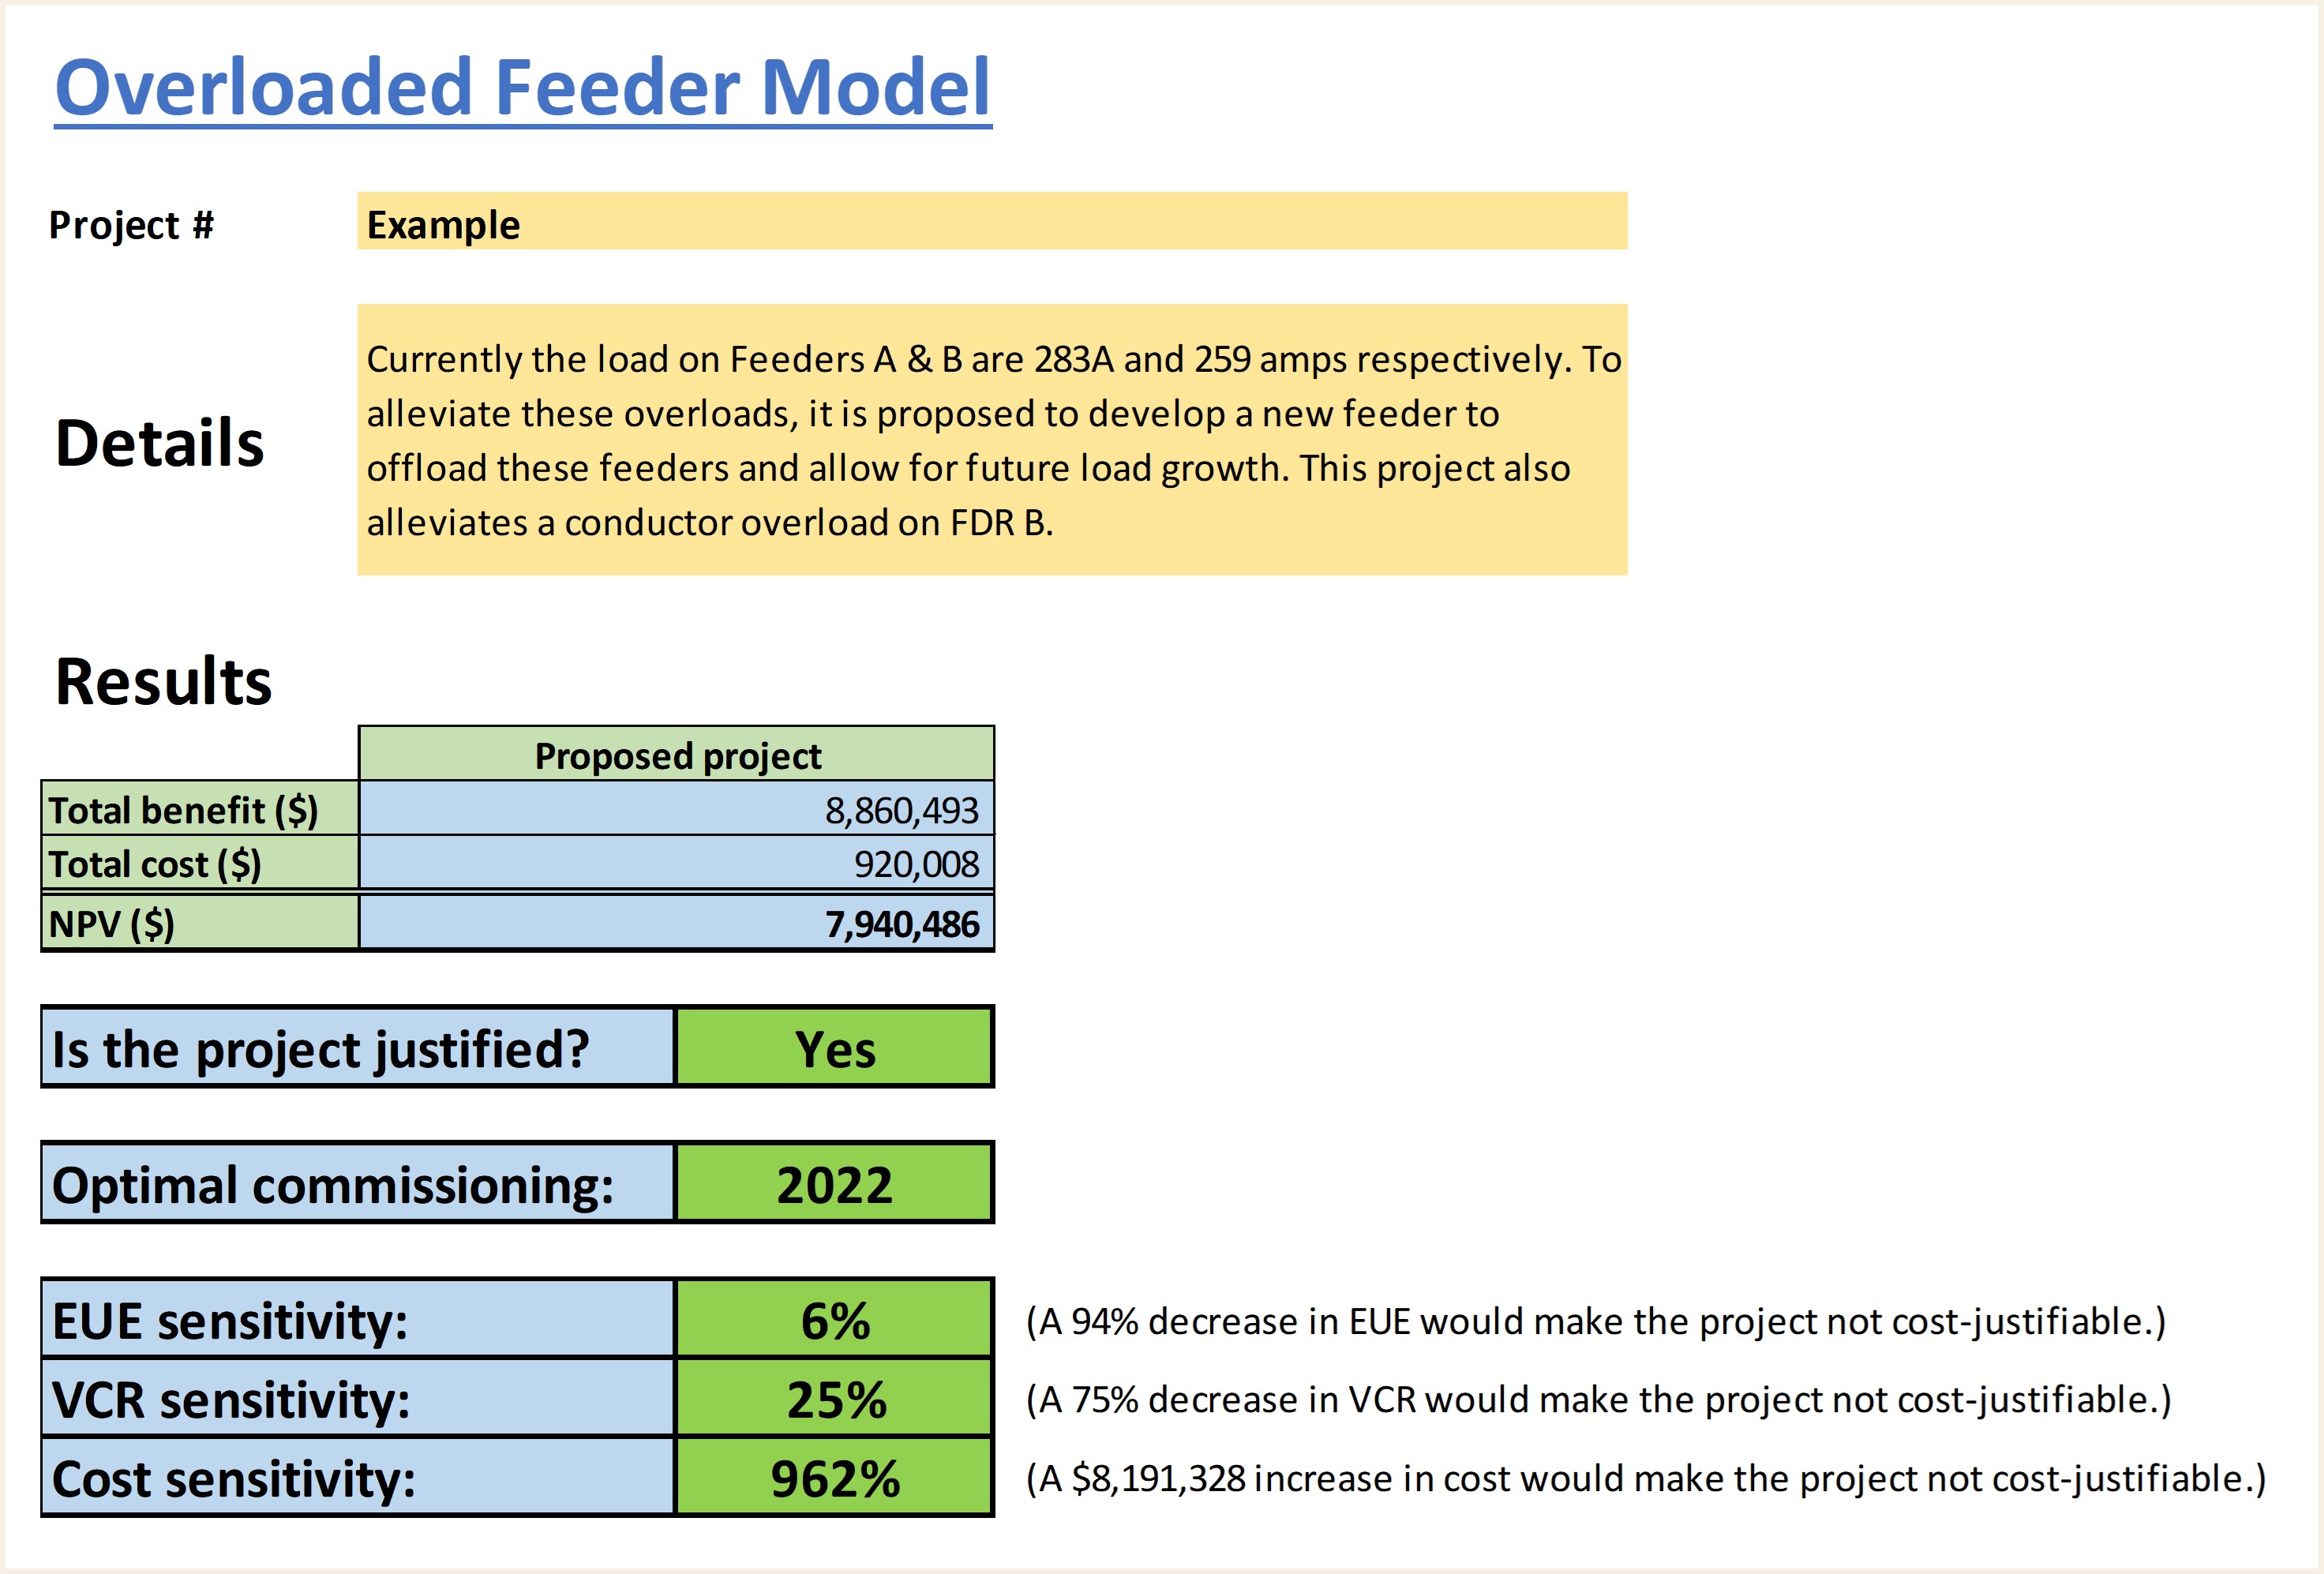 Overloaded Feeder Model
Project # Example
Details
Currently the load on Feeders A & B are 283A and 259 amps respectively. To
alleviate these overloads, it is proposed to develop a new feeder to
offload these feeders and allow for future load growth. This project also
alleviates a conductor overload on FDR B.
Results
Proposed project
Total benefit ($) 8,860,493
Total cost ($) 920,008
NPV ($) 7,940,486
Is the project justified? Yes
Optimal commissioning: 2022
EUE sensitivity: 6% (A 94% decrease in EUE would make the project not cost-justifiable.)
VCR sensitivity: 25% (A 75% decrease in VCR would make the project not cost-justifiable.)
Cost sensitivity: 962% (A $8,191,328 increase in cost would make the project not cost-justifiable.)